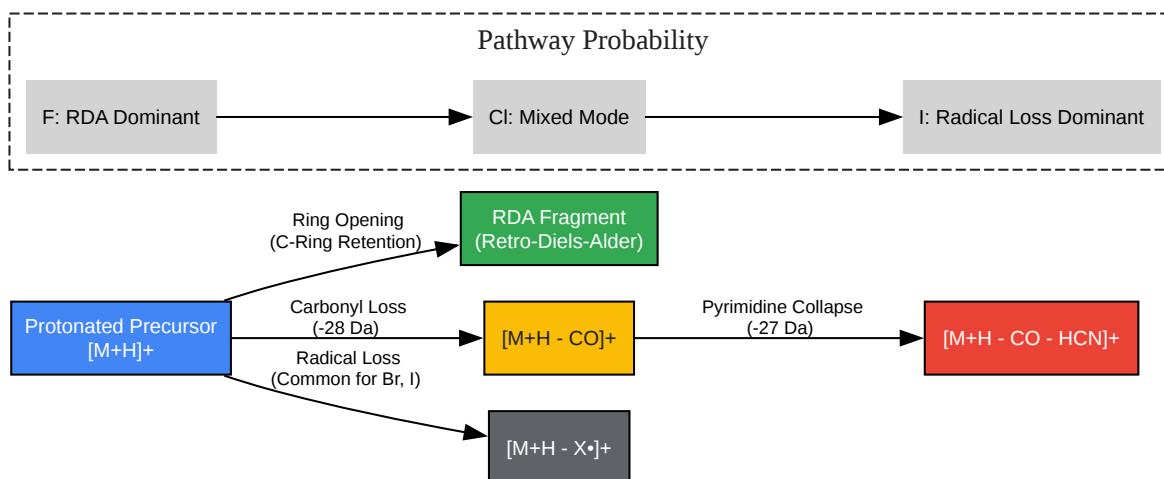 Pathway Probability
F: RDA Dominant
Cl: Mixed Mode
I: Radical Loss Dominant
Ring Opening
(C-Ring Retention)
RDA Fragment
(Retro-Diels-Alder)
Protonated Precursor
[M+H]+
Carbonyl Loss
(-28 Da)
[M+H - CO]+
Pyrimidine Collapse
(-27 Da)
[M+H - CO - HCN]+
Radical Loss
(Common for Br, I)
[M+H - X•]+